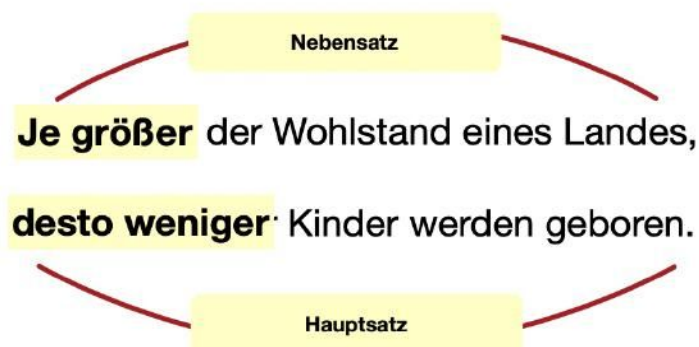 Nebensatz
Je größer der Wohlstand eines Landes,
desto weniger Kinder werden geboren.
Hauptsatz